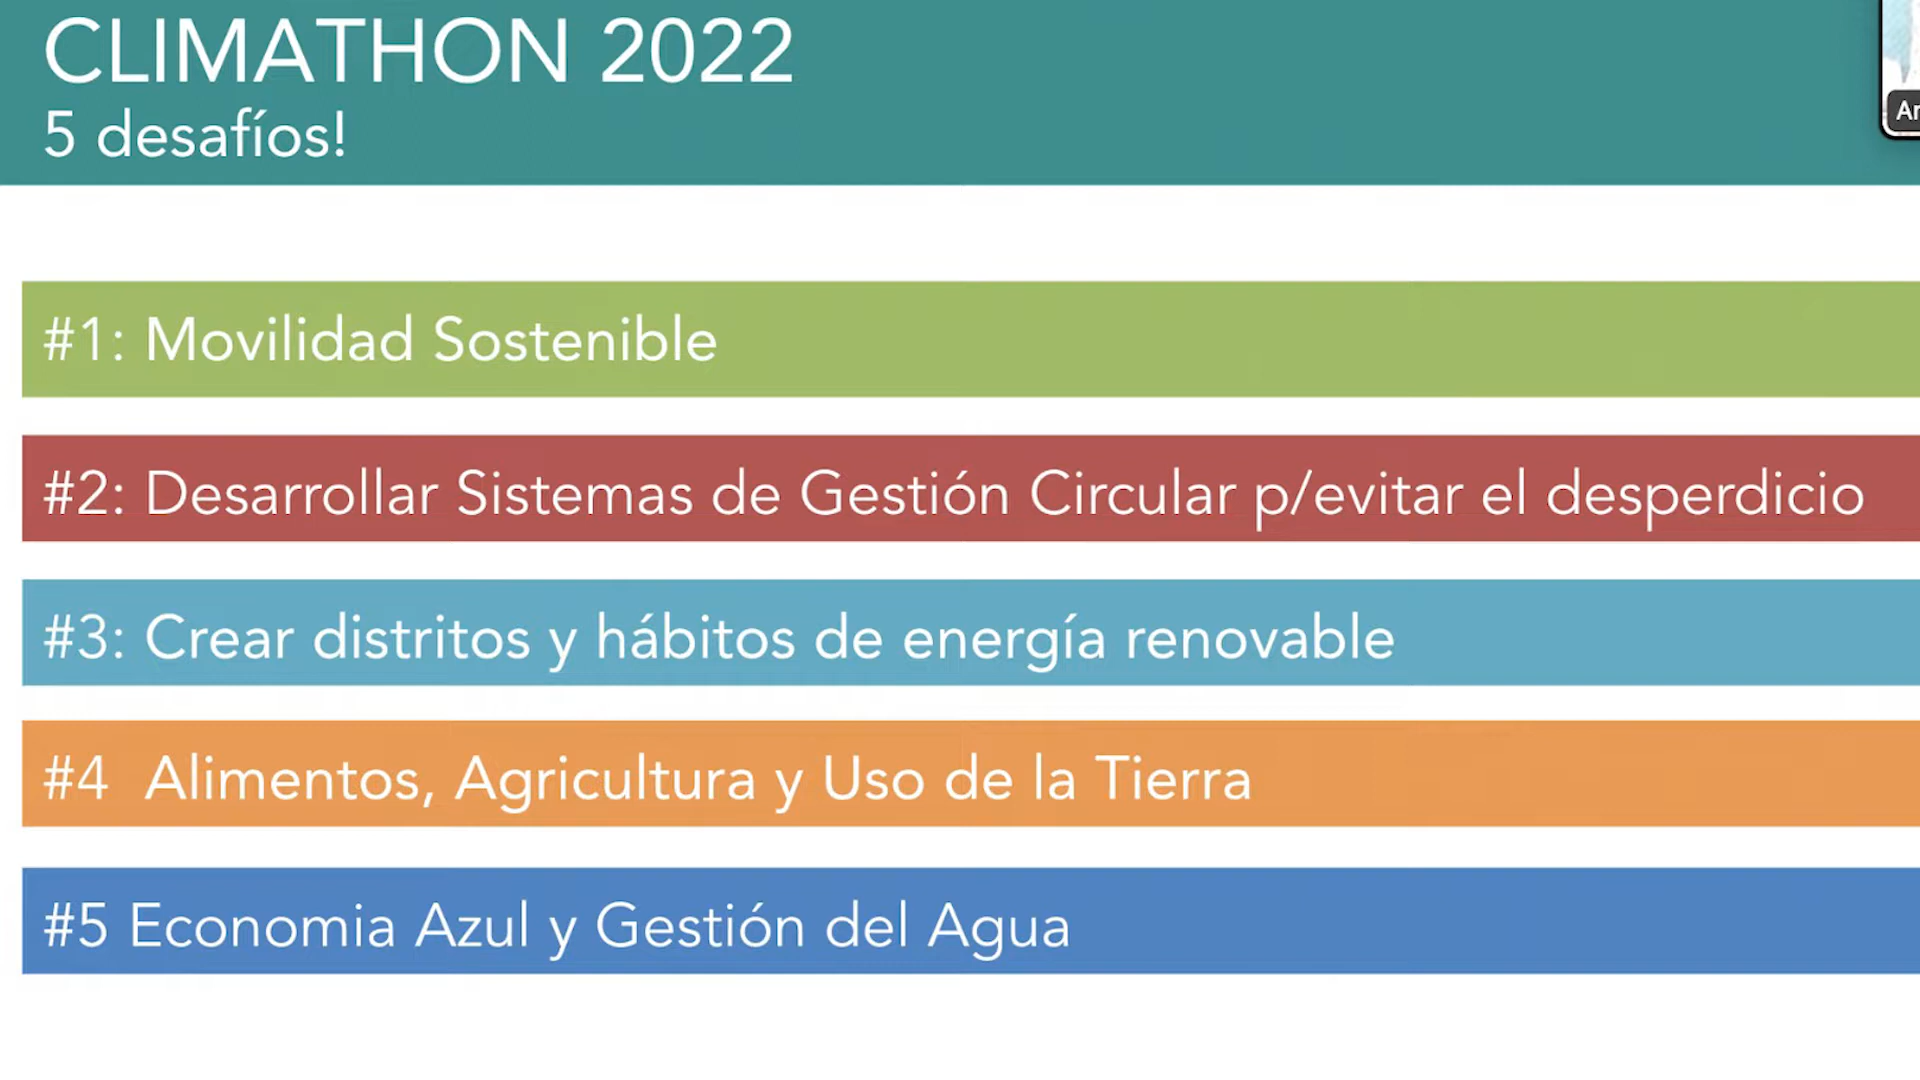 CLIMATHON 2022
5 desafíos!
#1: Movilidad Sostenible
#2: Desarrollar Sistemas de Gestión Circular p/evitar el desperdicio
#3: Crear distritos y hábitos de energía renovable
#4 Alimentos, Agricultura y Uso de la Tierra
#5 Economia Azul y Gestión del Agua